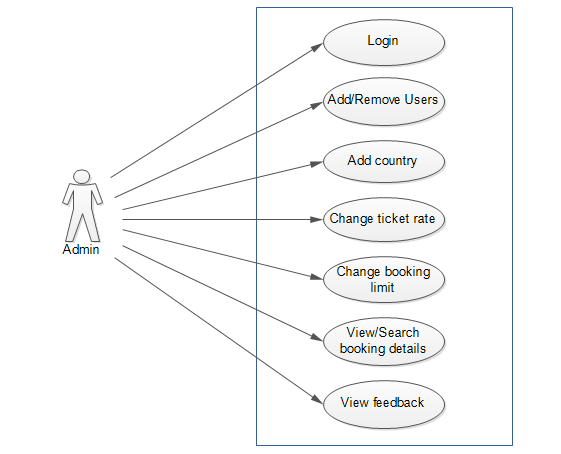 Login
Add/Remove Users
Add country
Change ticket rate
Admin
Change booking
limit
View/Search
booking details
View feedback